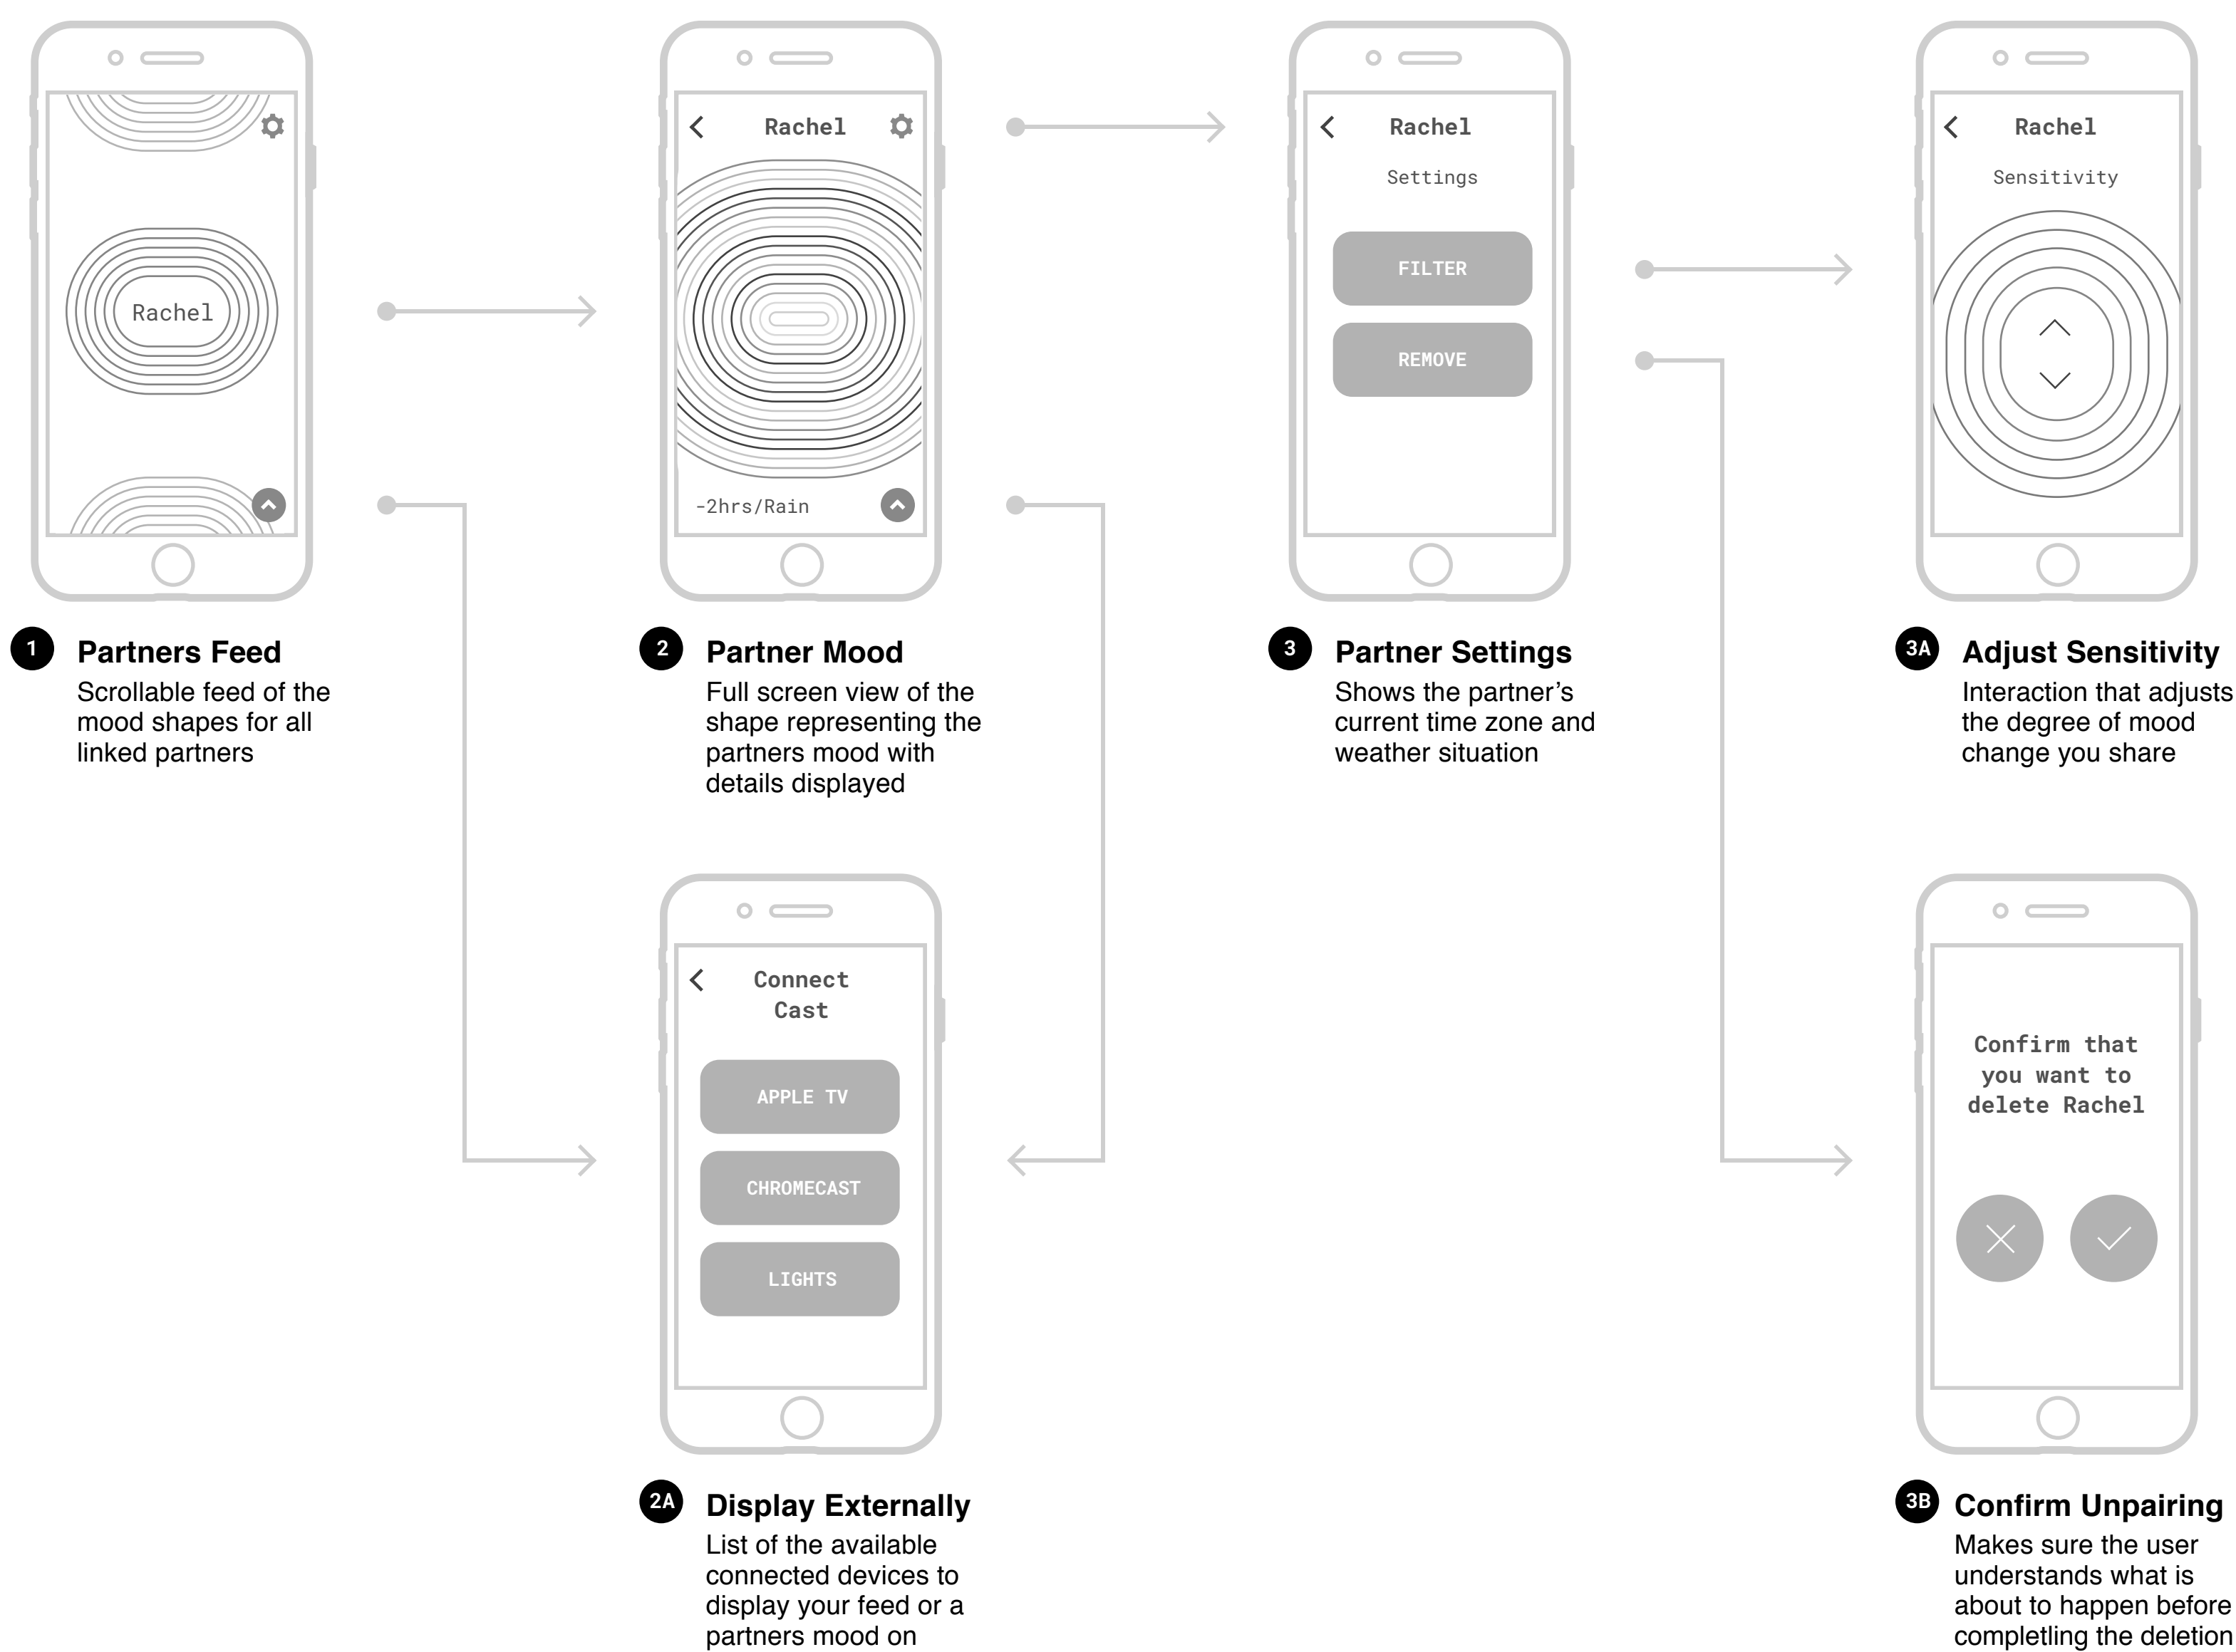 Rachel
1
Partners Feed
Scrollable feed of the
mood shapes for all
linked partners
Rachel
-2hrs/Rain
2
Partner Mood
Full screen view of the
shape representing the
partners mood with
details displayed
Rachel
Settings
FILTER
REMOVE
3
Partner Settings
Shows the partner’s
current time zone and
weather situation
Rachel
Sensitivity
3A
Adjust Sensitivity
Interaction that adjusts
the degree of mood
change you share
Connect
Cast
APPLE TV
CHROMECAST
LIGHTS
2A
Display Externally
List of the available
connected devices to
display your feed or a
partners mood on
Confirm that
you want to
delete Rachel
3B
Confirm Unpairing
Makes sure the user
understands what is
about to happen before
completling the deletion